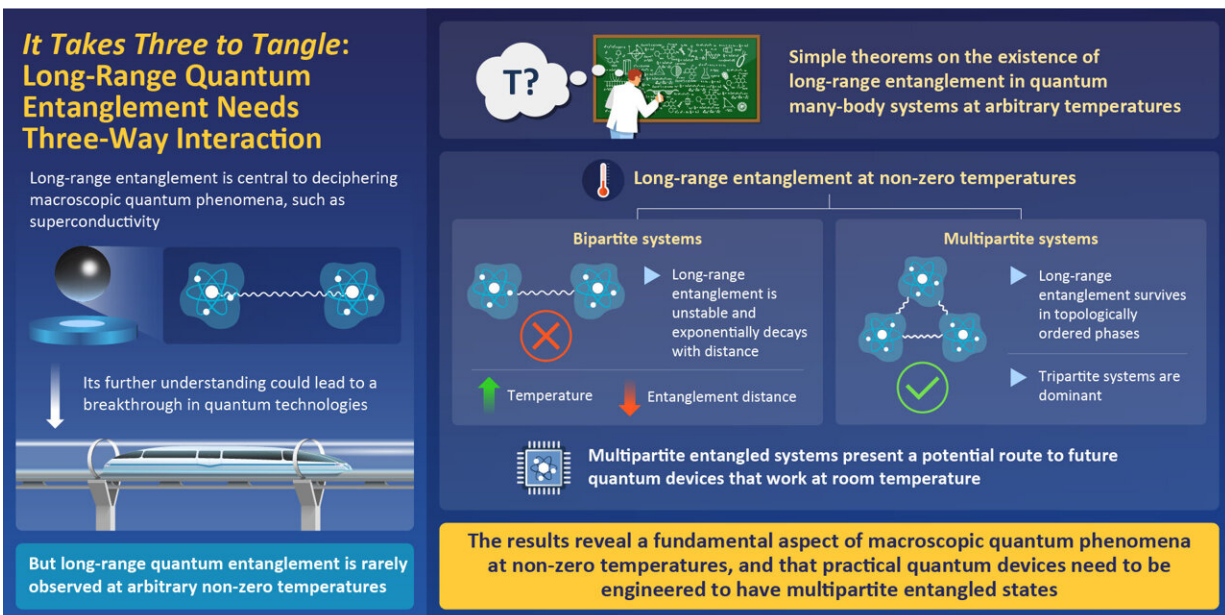 It Takes Three to Tangle:
Long-Range Quantum
Entanglement Needs
Three-Way Interaction
Long-range entanglement is central to deciphering
macroscopic quantum phenomena, such as
superconductivity
Its further understanding could lead to a
breakthrough in quantum technologies
But long-range quantum entanglement is rarely
observed at arbitrary non-zero temperatures
T?
Simple theorems on the existence of
long-range entanglement in quantum
many-body systems at arbitrary temperatures
Long-range entanglement at non-zero temperatures
Bipartite systems
Long-range
entanglement is
unstable and
exponentially decays
with distance
Temperature
Entanglement distance
Multipartite systems
Long-range
entanglement survives
in topologically
ordered phases
Tripartite systems are
dominant
Multipartite entangled systems present a potential route to future
quantum devices that work at room temperature
The results reveal a fundamental aspect of macroscopic quantum phenomena
at non-zero temperatures, and that practical quantum devices need to be
engineered to have multipartite entangled states